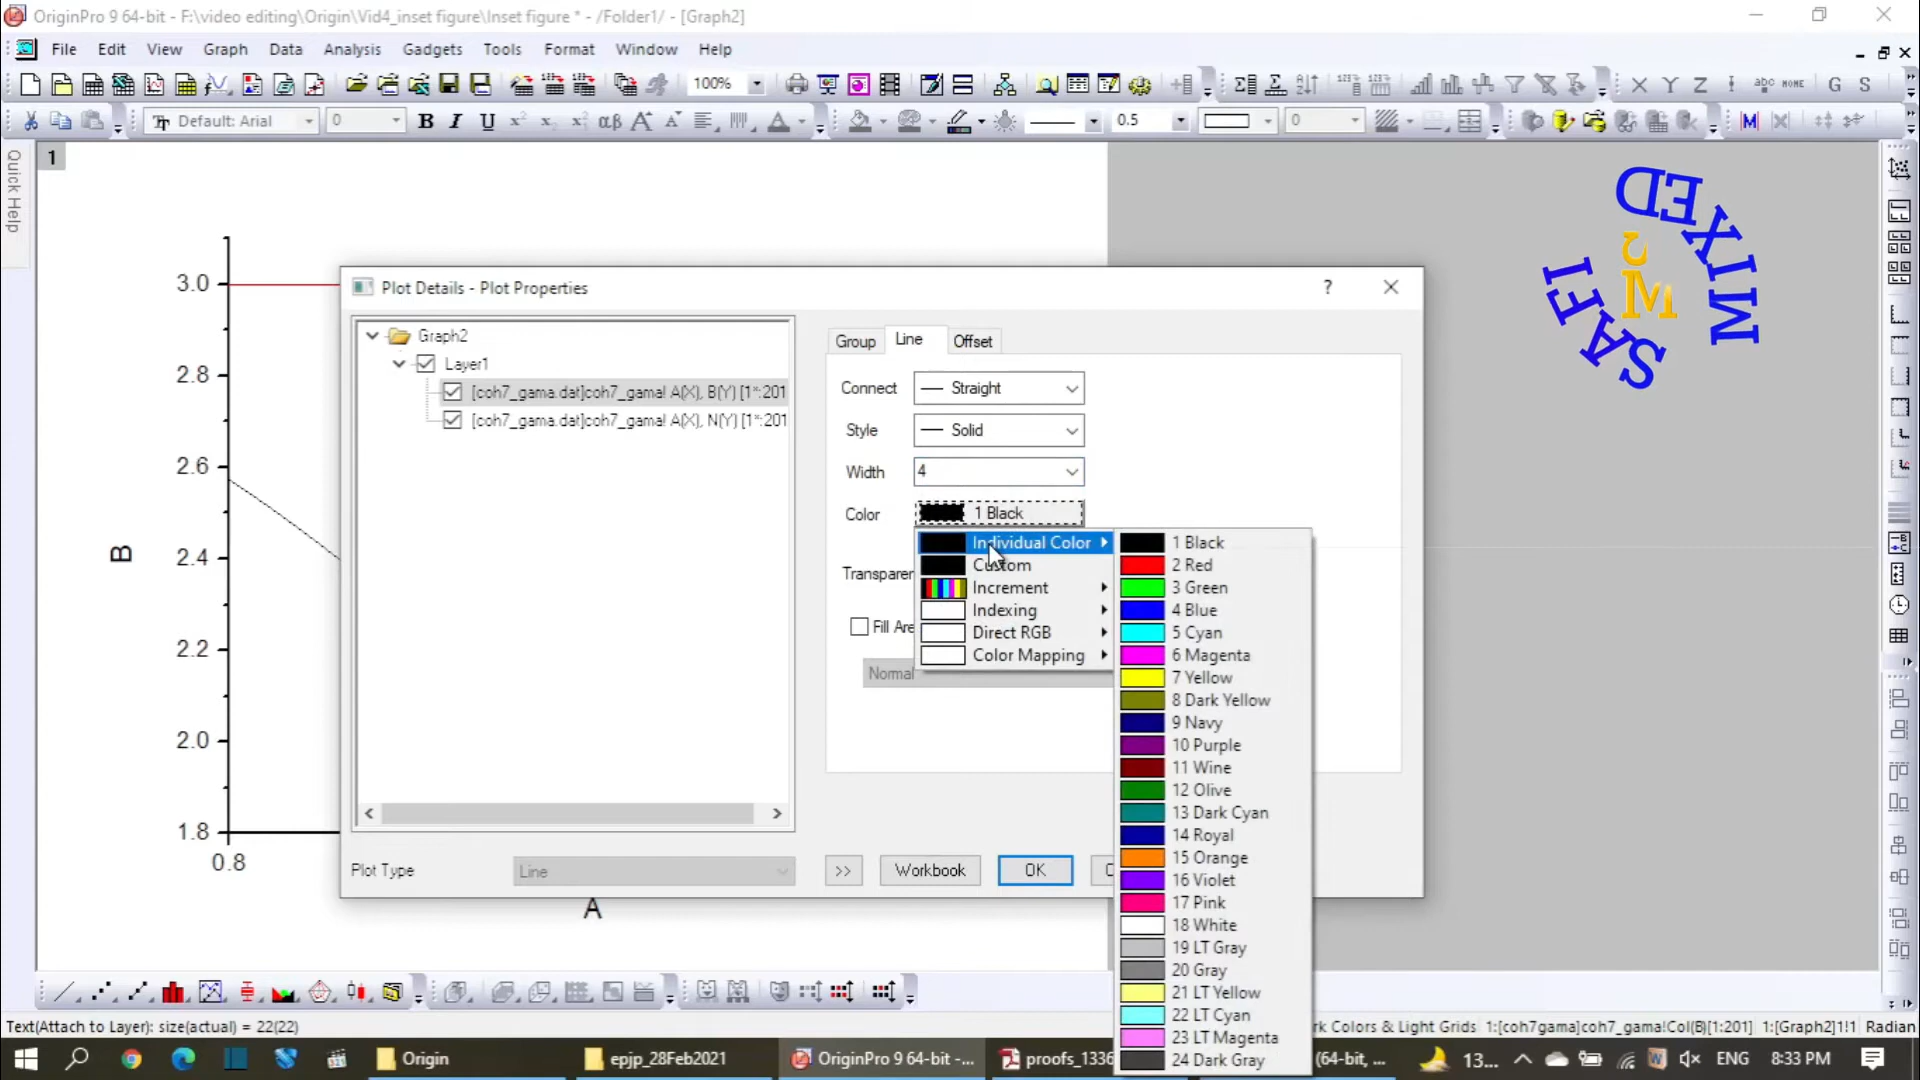 OriginPro 9 64-bit - F:\video editing\Origin\Vid4_inset figure\Inset figure * - /Folder1/ - [Graph2]
File Edit View Graph Data Analysis Gadgets Tools Format Window Help
100%
X Y Z abc HOME G S
Default: Arial 0 B I U αβ A A A 0.5 0
Quick Help
1
MIXED
SAFI
M
3.0
2.8
2.6
2.4
2.2
2.0
1.8
0.8
B
A
Plot Details - Plot Properties
?
Graph2
Layer1
[coh7_gama.dat]coh7_gama! A(X), B(Y) [1*:201
[coh7_gama.dat]coh7_gama! A(X), N(Y) [1*:201
Group Line Offset
Connect Straight
Style Solid
Width 4
Color 1 Black
Individual Color
Custom
Increment
Indexing
Direct RGB
Color Mapping
Transparen
Fill Are
Normal
1 Black
2 Red
3 Green
4 Blue
5 Cyan
6 Magenta
7 Yellow
8 Dark Yellow
9 Navy
10 Purple
11 Wine
12 Olive
13 Dark Cyan
14 Royal
15 Orange
16 Violet
17 Pink
18 White
19 LT Gray
20 Gray
21 LT Yellow
22 LT Cyan
23 LT Magenta
24 Dark Gray
Plot Type Line >> Workbook OK C
Text(Attach to Layer): size(actual) = 22(22)
rk Colors & Light Grids 1:[coh7gama]coh7_gama!Col(B)[1:201] 1:[Graph2]1!1 Radian
Origin epjp_28Feb2021 OriginPro 9 64-bit -... proofs_1336 (64-bit, ... 13... ENG 8:33 PM